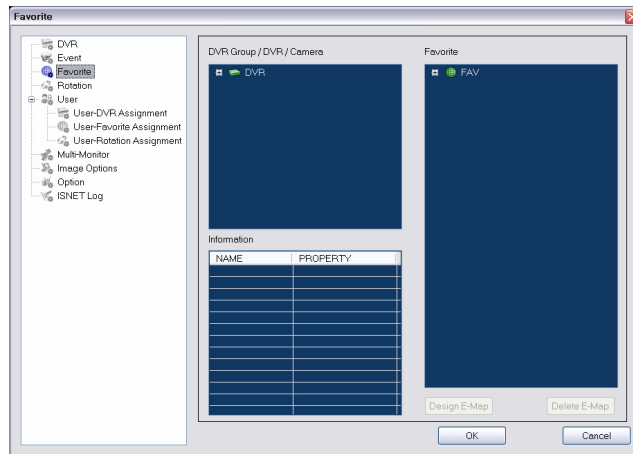 Favorite
DVR
Event
Favorite
Rotation
User
User-DVR Assignment
User-Favorite Assignment
User-Rotation Assignment
Multi-Monitor
Image Options
Option
ISNET Log
DVR Group / DVR / Camera
DVR
Information
NAME PROPERTY
Favorite
FAV
Design E-Map Delete E-Map
OK Cancel